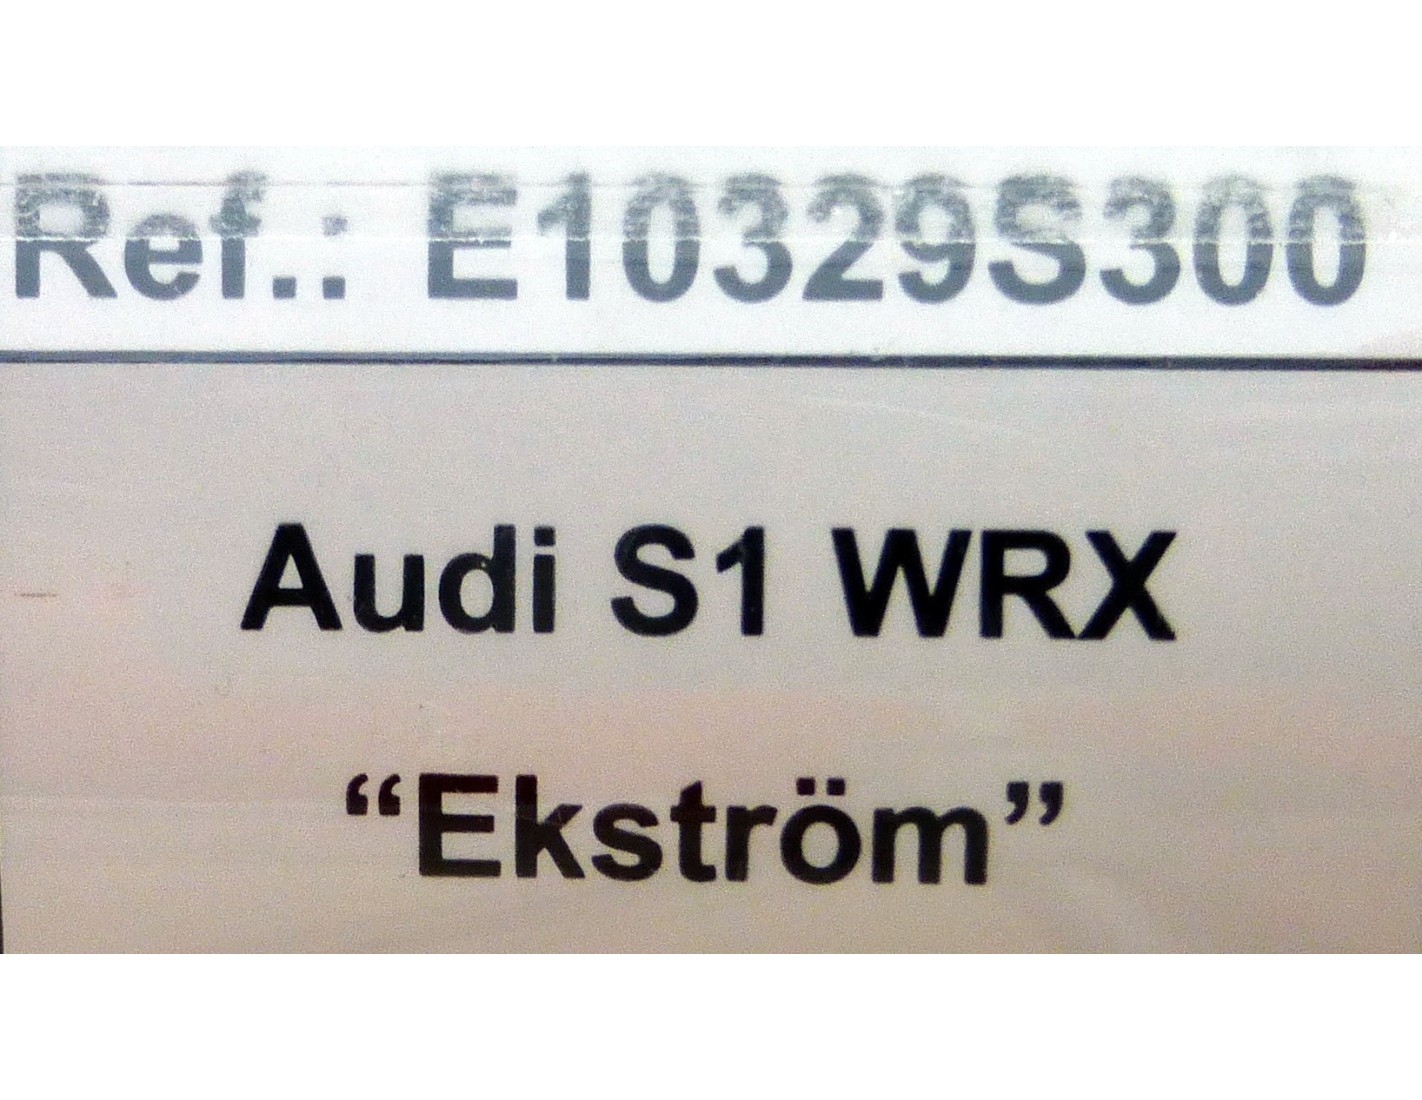 Ref.: E10329S300
Audi S1 WRX
“Ekström”